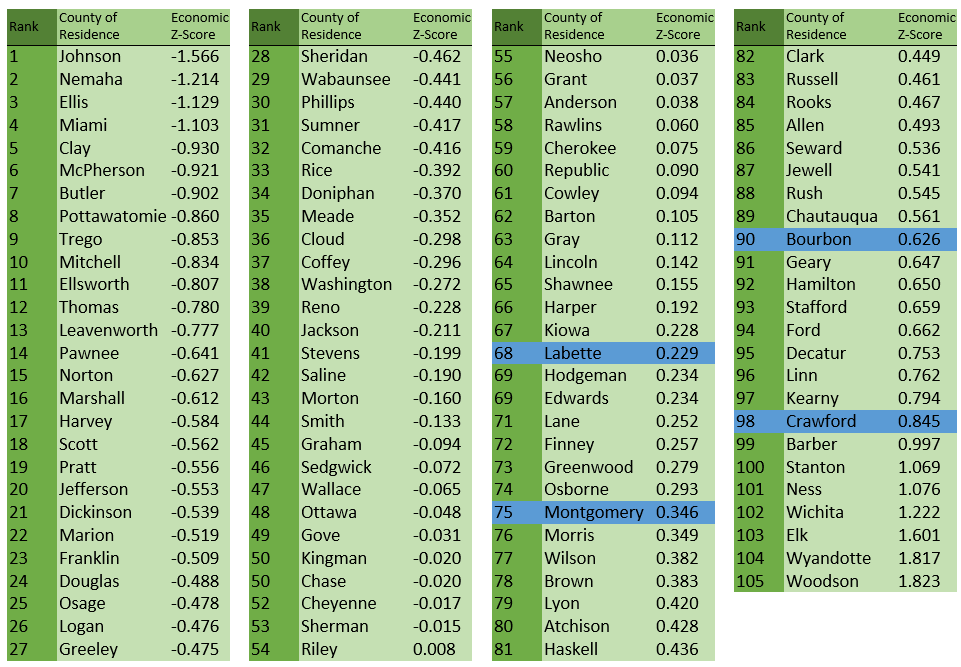 Rank County of Residence Economic Z-Score
1 Johnson -1.566
2 Nemaha -1.214
3 Ellis -1.129
4 Miami -1.103
5 Clay -0.930
6 McPherson -0.921
7 Butler -0.902
8 Pottawatomie -0.860
9 Trego -0.853
10 Mitchell -0.834
11 Ellsworth -0.807
12 Thomas -0.780
13 Leavenworth -0.777
14 Pawnee -0.641
15 Norton -0.627
16 Marshall -0.612
17 Harvey -0.584
18 Scott -0.562
19 Pratt -0.556
20 Jefferson -0.553
21 Dickinson -0.539
22 Marion -0.519
23 Franklin -0.509
24 Douglas -0.488
25 Osage -0.478
26 Logan -0.476
27 Greeley -0.475
Rank County of Residence Economic Z-Score
28 Sheridan -0.462
29 Wabaunsee -0.441
30 Phillips -0.440
31 Sumner -0.417
32 Comanche -0.416
33 Rice -0.392
34 Doniphan -0.370
35 Meade -0.352
36 Cloud -0.298
37 Coffey -0.296
38 Washington -0.272
39 Reno -0.228
40 Jackson -0.211
41 Stevens -0.199
42 Saline -0.190
43 Morton -0.160
44 Smith -0.133
45 Graham -0.094
46 Sedgwick -0.072
47 Wallace -0.065
48 Ottawa -0.048
49 Gove -0.031
50 Kingman -0.020
50 Chase -0.020
52 Cheyenne -0.017
53 Sherman -0.015
54 Riley 0.008
Rank County of Residence Economic Z-Score
55 Neosho 0.036
56 Grant 0.037
57 Anderson 0.038
58 Rawlins 0.060
59 Cherokee 0.075
60 Republic 0.090
61 Cowley 0.094
62 Barton 0.105
63 Gray 0.112
64 Lincoln 0.142
65 Shawnee 0.155
66 Harper 0.192
67 Kiowa 0.228
68 Labette 0.229
69 Hodgeman 0.234
69 Edwards 0.234
71 Lane 0.252
72 Finney 0.257
73 Greenwood 0.279
74 Osborne 0.293
75 Montgomery 0.346
76 Morris 0.349
77 Wilson 0.382
78 Brown 0.383
79 Lyon 0.420
80 Atchison 0.428
81 Haskell 0.436
Rank County of Residence Economic Z-Score
82 Clark 0.449
83 Russell 0.461
84 Rooks 0.467
85 Allen 0.493
86 Seward 0.536
87 Jewell 0.541
88 Rush 0.545
89 Chautauqua 0.561
90 Bourbon 0.626
91 Geary 0.647
92 Hamilton 0.650
93 Stafford 0.659
94 Ford 0.662
95 Decatur 0.753
96 Linn 0.762
97 Kearny 0.794
98 Crawford 0.845
99 Barber 0.997
100 Stanton 1.069
101 Ness 1.076
102 Wichita 1.222
103 Elk 1.601
104 Wyandotte 1.817
105 Woodson 1.823